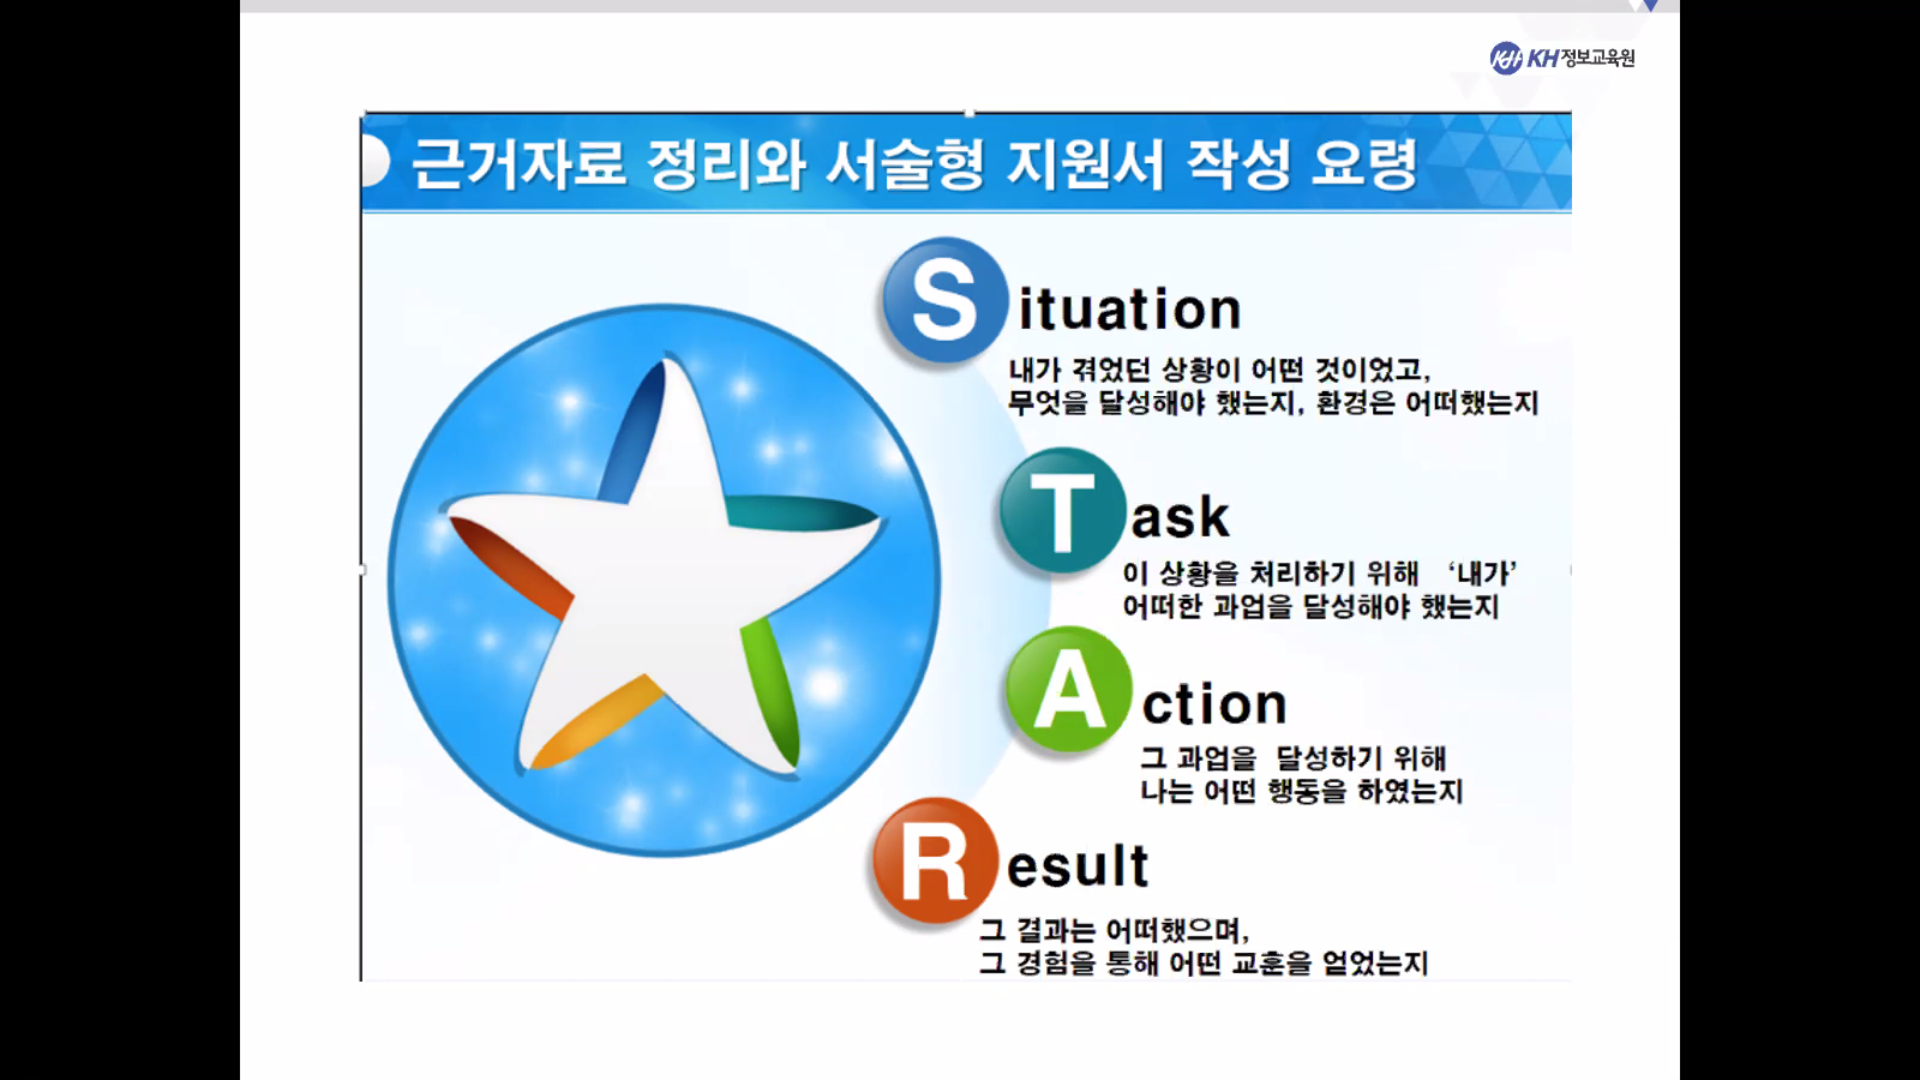 KH KH정보교육원
근거자료 정리와 서술형 지원서 작성 요령
Situation
내가 겪었던 상황이 어떤 것이었고,
무엇을 달성해야 했는지, 환경은 어떠했는지
Task
이 상황을 처리하기 위해 ‘내가’
어떠한 과업을 달성해야 했는지
Action
그 과업을 달성하기 위해
나는 어떤 행동을 하였는지
Result
그 결과는 어떠했으며,
그 경험을 통해 어떤 교훈을 얻었는지